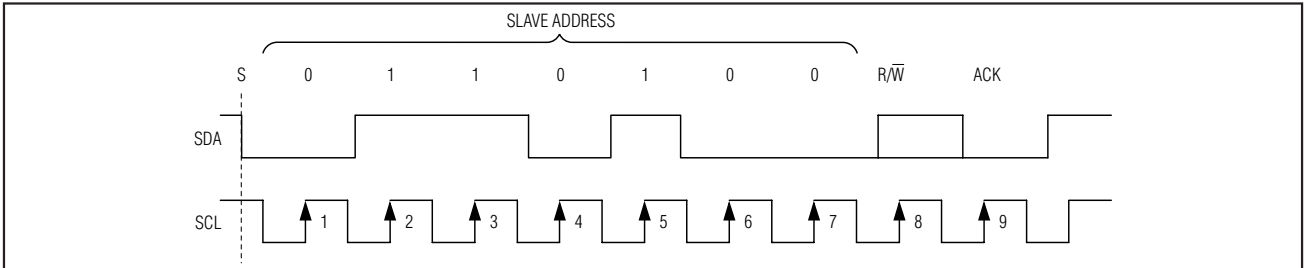 SLAVE ADDRESS
S 0 1 1 0 1 0 0 R/W̅ ACK
SDA
SCL 1 2 3 4 5 6 7 8 9